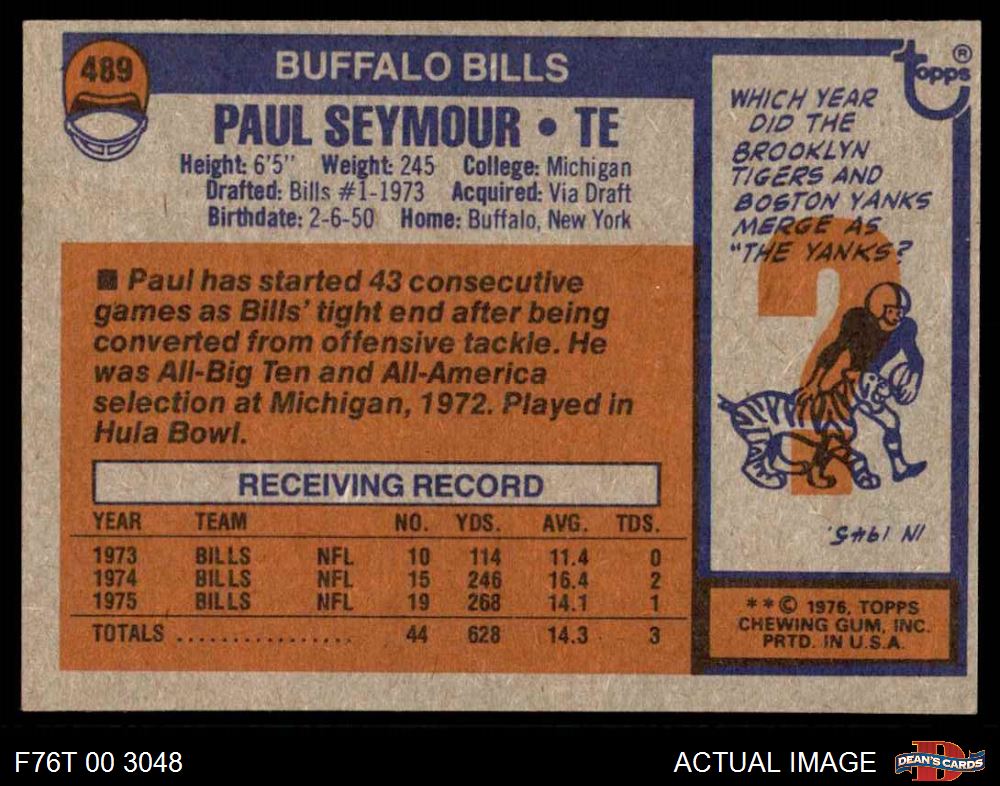 489
BUFFALO BILLS
PAUL SEYMOUR • TE
Height: 6'5" Weight: 245 College: Michigan
Drafted: Bills #1-1973 Acquired: Via Draft
Birthdate: 2-6-50 Home: Buffalo, New York
■ Paul has started 43 consecutive
games as Bills' tight end after being
converted from offensive tackle. He
was All-Big Ten and All-America
selection at Michigan, 1972. Played in
Hula Bowl.
RECEIVING RECORD
YEAR TEAM NO. YDS. AVG. TDS.
1973 BILLS NFL 10 114 11.4 0
1974 BILLS NFL 15 246 16.4 2
1975 BILLS NFL 19 268 14.1 1
TOTALS ................. 44 628 14.3 3
topps®
WHICH YEAR
DID THE
BROOKLYN
TIGERS AND
BOSTON YANKS
MERGE AS
"THE YANKS?
IN 1945.
**© 1976, TOPPS
CHEWING GUM, INC.
PRTD. IN U.S.A.
F76T 00 3048
ACTUAL IMAGE
D
DEAN'S CARDS